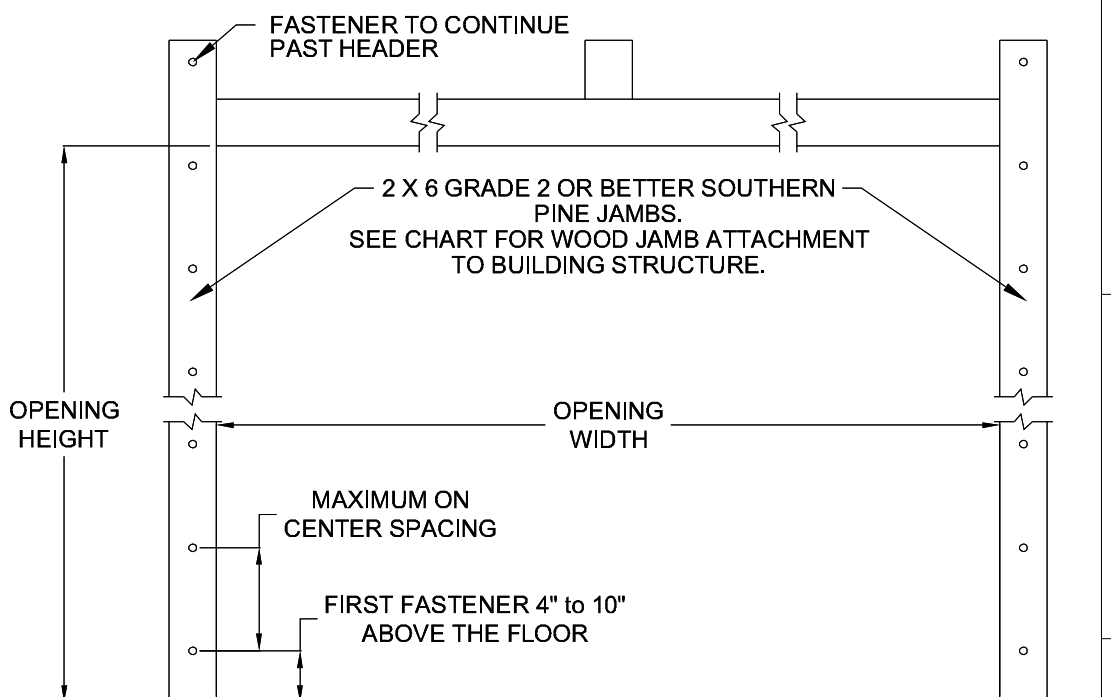 FASTENER TO CONTINUE
PAST HEADER
2 X 6 GRADE 2 OR BETTER SOUTHERN
PINE JAMBS.
SEE CHART FOR WOOD JAMB ATTACHMENT
TO BUILDING STRUCTURE.
OPENING
HEIGHT
OPENING
WIDTH
MAXIMUM ON
CENTER SPACING
FIRST FASTENER 4" to 10"
ABOVE THE FLOOR